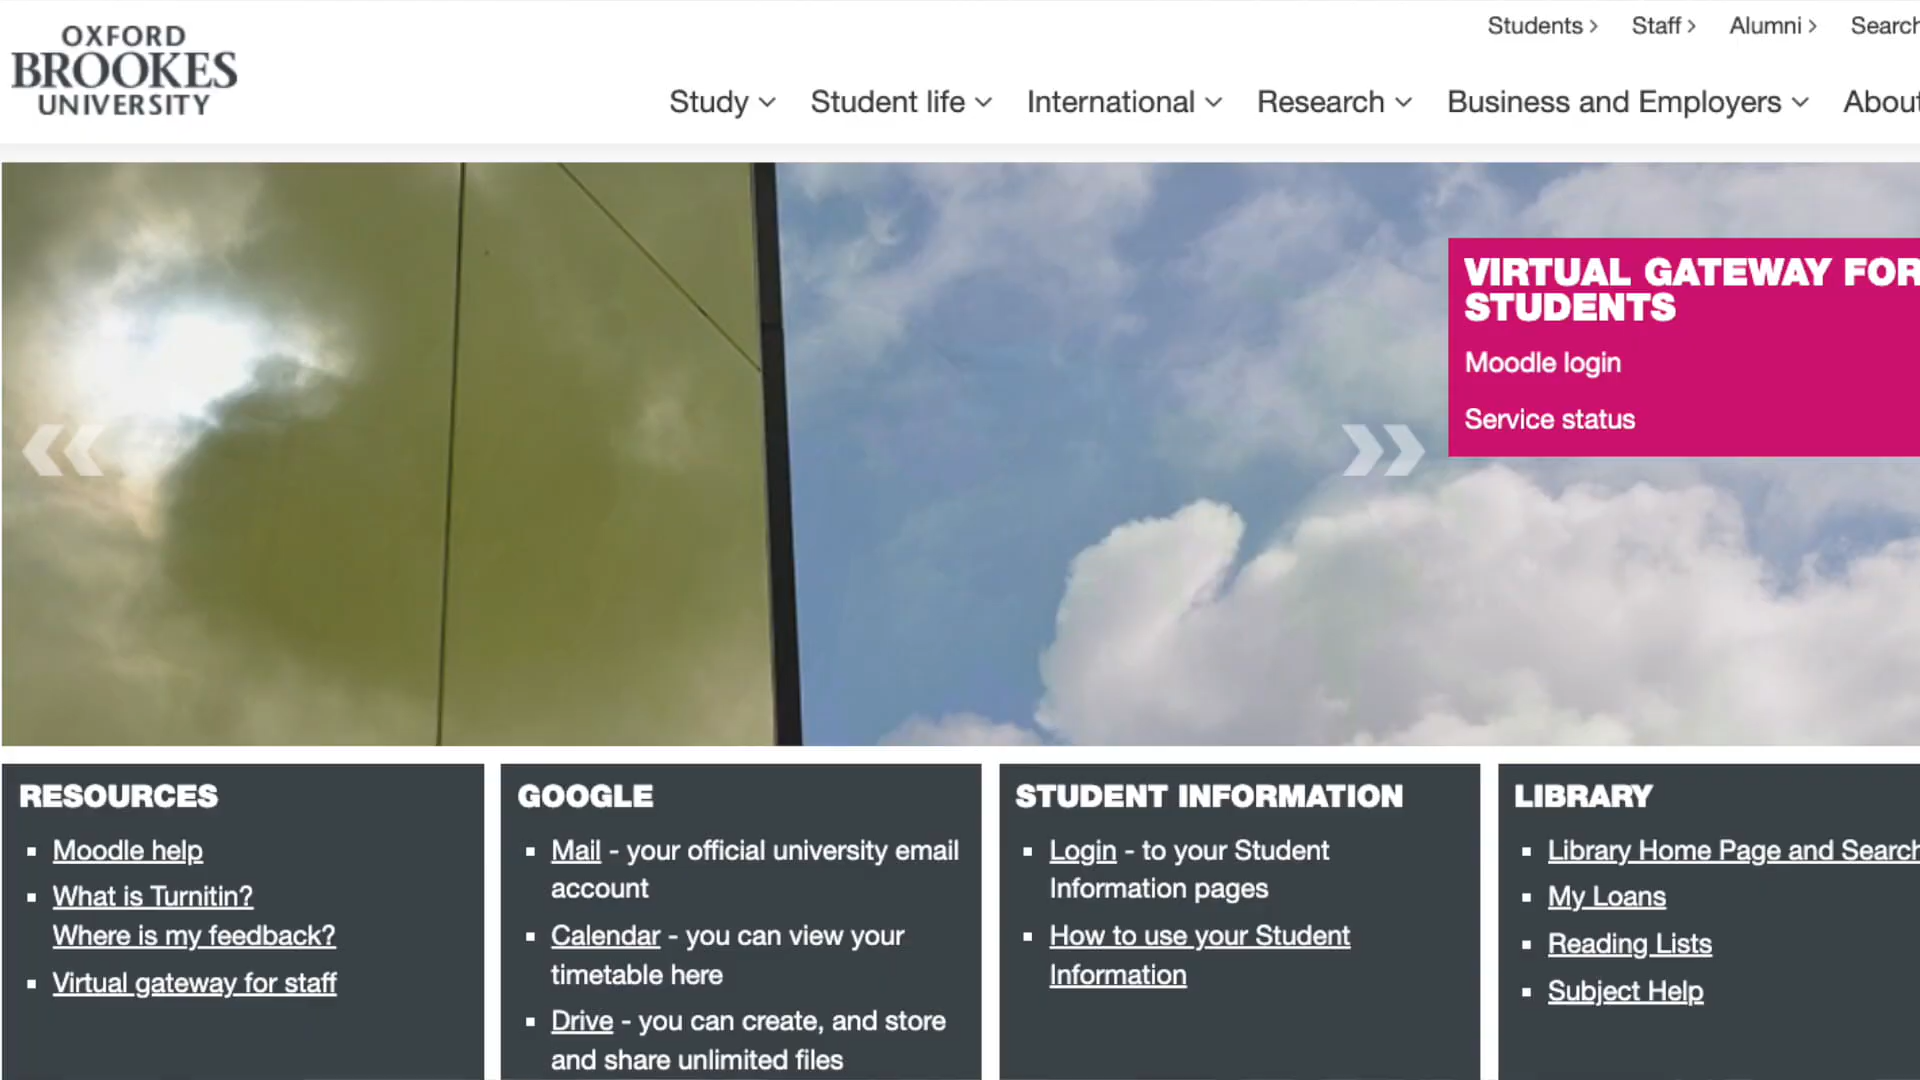 OXFORD
BROOKES
UNIVERSITY
Students
Staff
Alumni
Search
Study
Student life
International
Research
Business and Employers
About
VIRTUAL GATEWAY FOR
STUDENTS
Moodle login
Service status
RESOURCES
Moodle help
What is Turnitin?
Where is my feedback?
Virtual gateway for staff
GOOGLE
Mail - your official university email
account
Calendar - you can view your
timetable here
Drive - you can create, and store
and share unlimited files
STUDENT INFORMATION
Login - to your Student
Information pages
How to use your Student
Information
LIBRARY
Library Home Page and Search
My Loans
Reading Lists
Subject Help